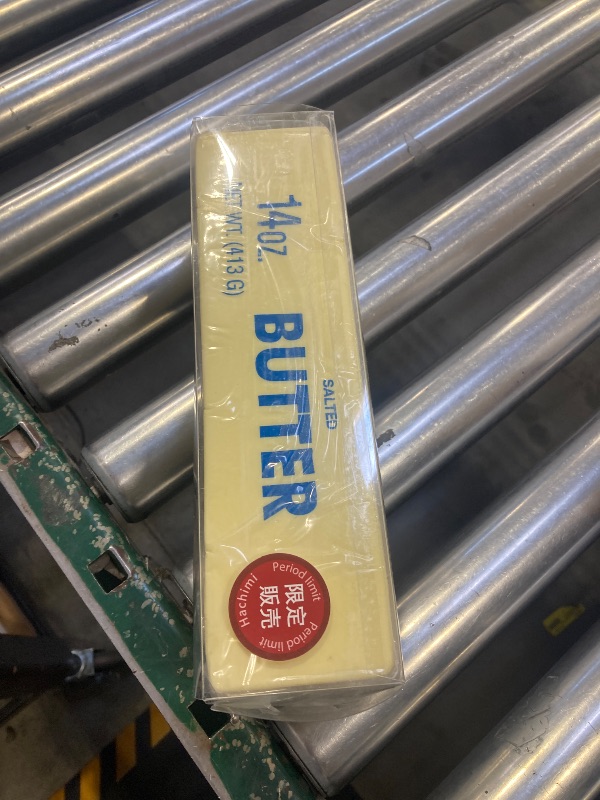 14 OZ.
NET WT. (413 G)
SALTED
BUTTER
Period limit
限定
販売
Hachimi
Period limit